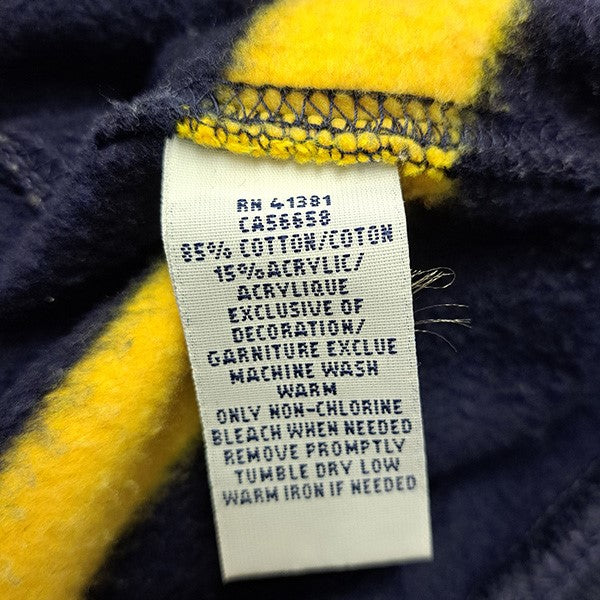 RN 41381
CA56658
85% COTTON/COTON
15% ACRYLIC/
ACRYLIQUE
EXCLUSIVE OF
DECORATION/
GARNITURE EXCLUE
MACHINE WASH
WARM
ONLY NON-CHLORINE
BLEACH WHEN NEEDED
REMOVE PROMPTLY
TUMBLE DRY LOW
WARM IRON IF NEEDED